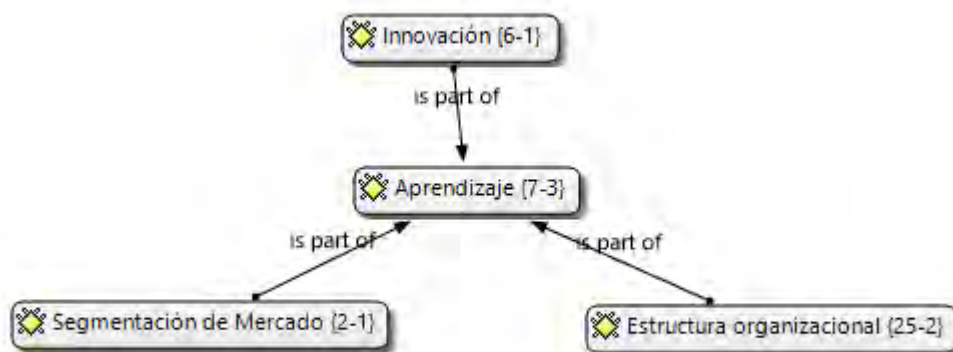 Innovación {6-1}
is part of
Aprendizaje {7-3}
is part of
is part of
Segmentación de Mercado {2-1}
Estructura organizacional {25-2}